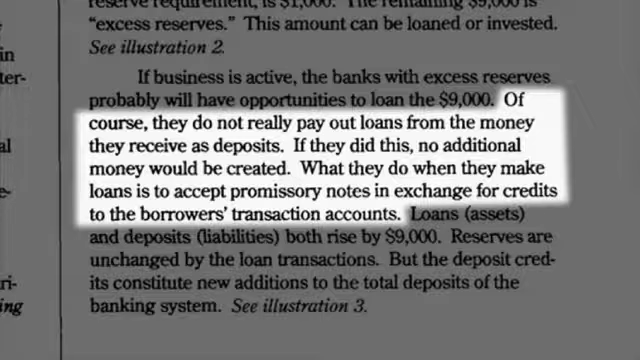 reserve requirement, is $1,000. The remaining $9,000 is
"excess reserves." This amount can be loaned or invested.
See illustration 2.
If business is active, the banks with excess reserves
probably will have opportunities to loan the $9,000. Of
course, they do not really pay out loans from the money
they receive as deposits. If they did this, no additional
money would be created. What they do when they make
loans is to accept promissory notes in exchange for credits
to the borrowers' transaction accounts. Loans (assets)
and deposits (liabilities) both rise by $9,000. Reserves are
unchanged by the loan transactions. But the deposit cred-
its constitute new additions to the total deposits of the
banking system. See illustration 3.
in
ter-
al
e-
ri-
ing